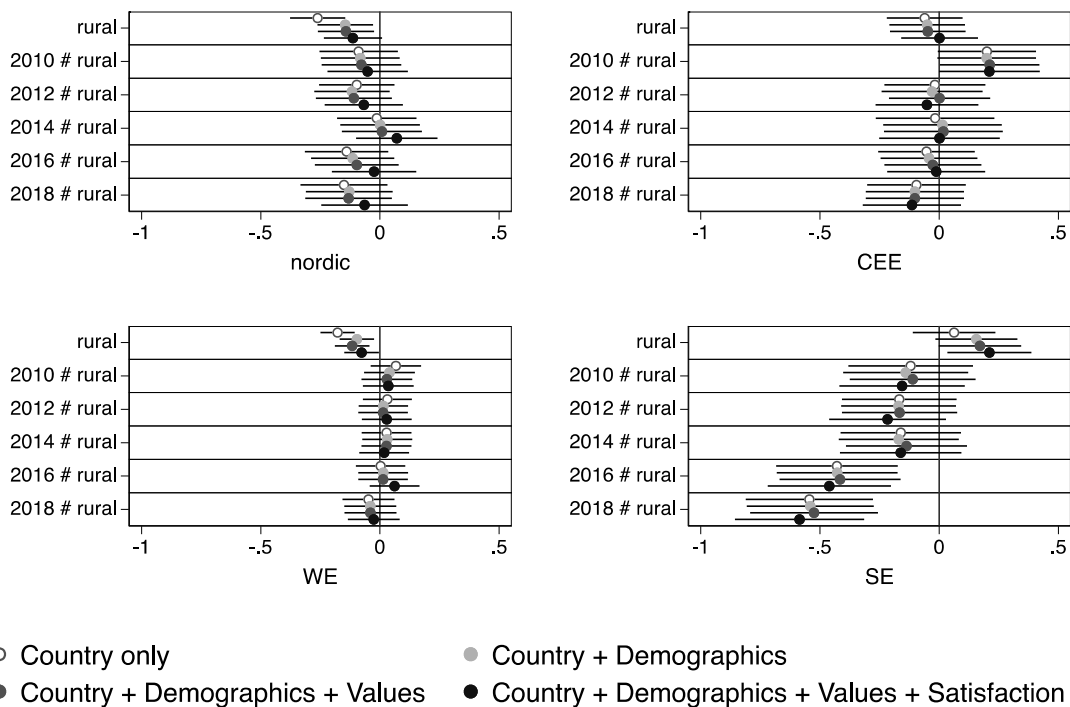 rural
2010 # rural
2012 # rural
2014 # rural
2016 # rural
2018 # rural
-1 -.5 0 .5
nordic
rural
2010 # rural
2012 # rural
2014 # rural
2016 # rural
2018 # rural
-1 -.5 0 .5
CEE
rural
2010 # rural
2012 # rural
2014 # rural
2016 # rural
2018 # rural
-1 -.5 0 .5
WE
rural
2010 # rural
2012 # rural
2014 # rural
2016 # rural
2018 # rural
-1 -.5 0 .5
SE
Country only
Country + Demographics
Country + Demographics + Values
Country + Demographics + Values + Satisfaction